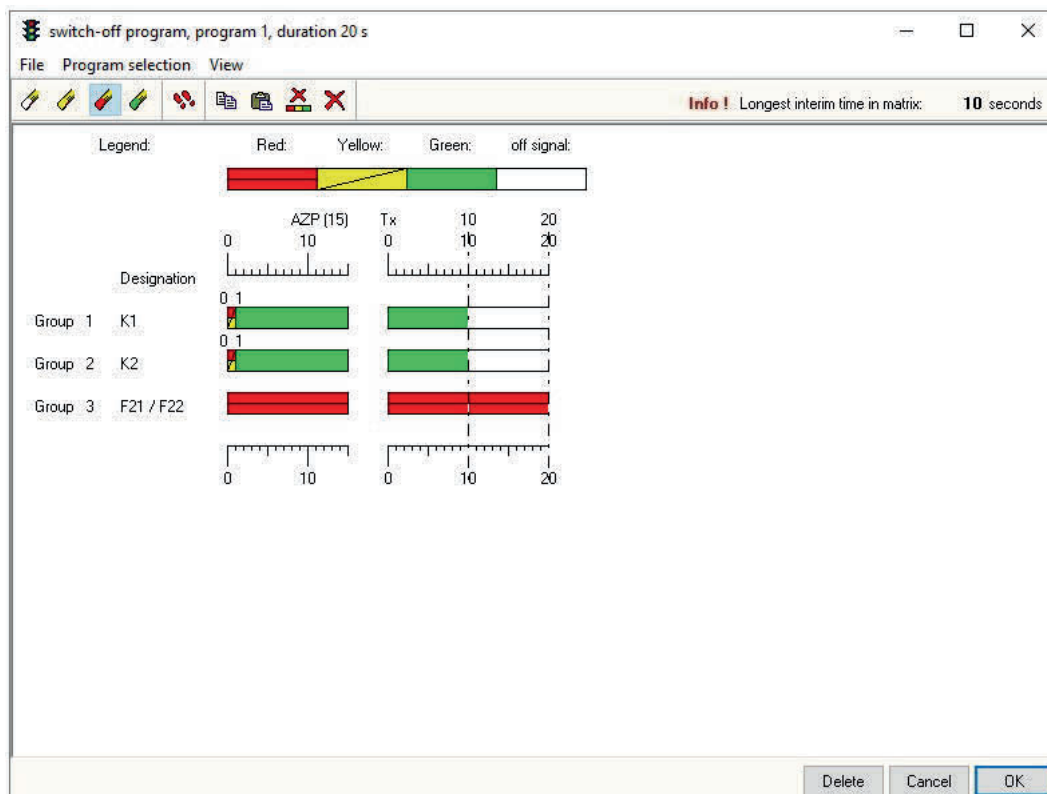 switch-off program, program 1, duration 20 s
File Program selection View
Info ! Longest interim time in matrix: 10 seconds
Legend: Red: Yellow: Green: off signal:
AZP (15) Tx 10 20
0 10 0 10 20
Designation
0 1
Group 1 K1
0 1
Group 2 K2
Group 3 F21 / F22
0 10 0 10 20
Delete Cancel OK